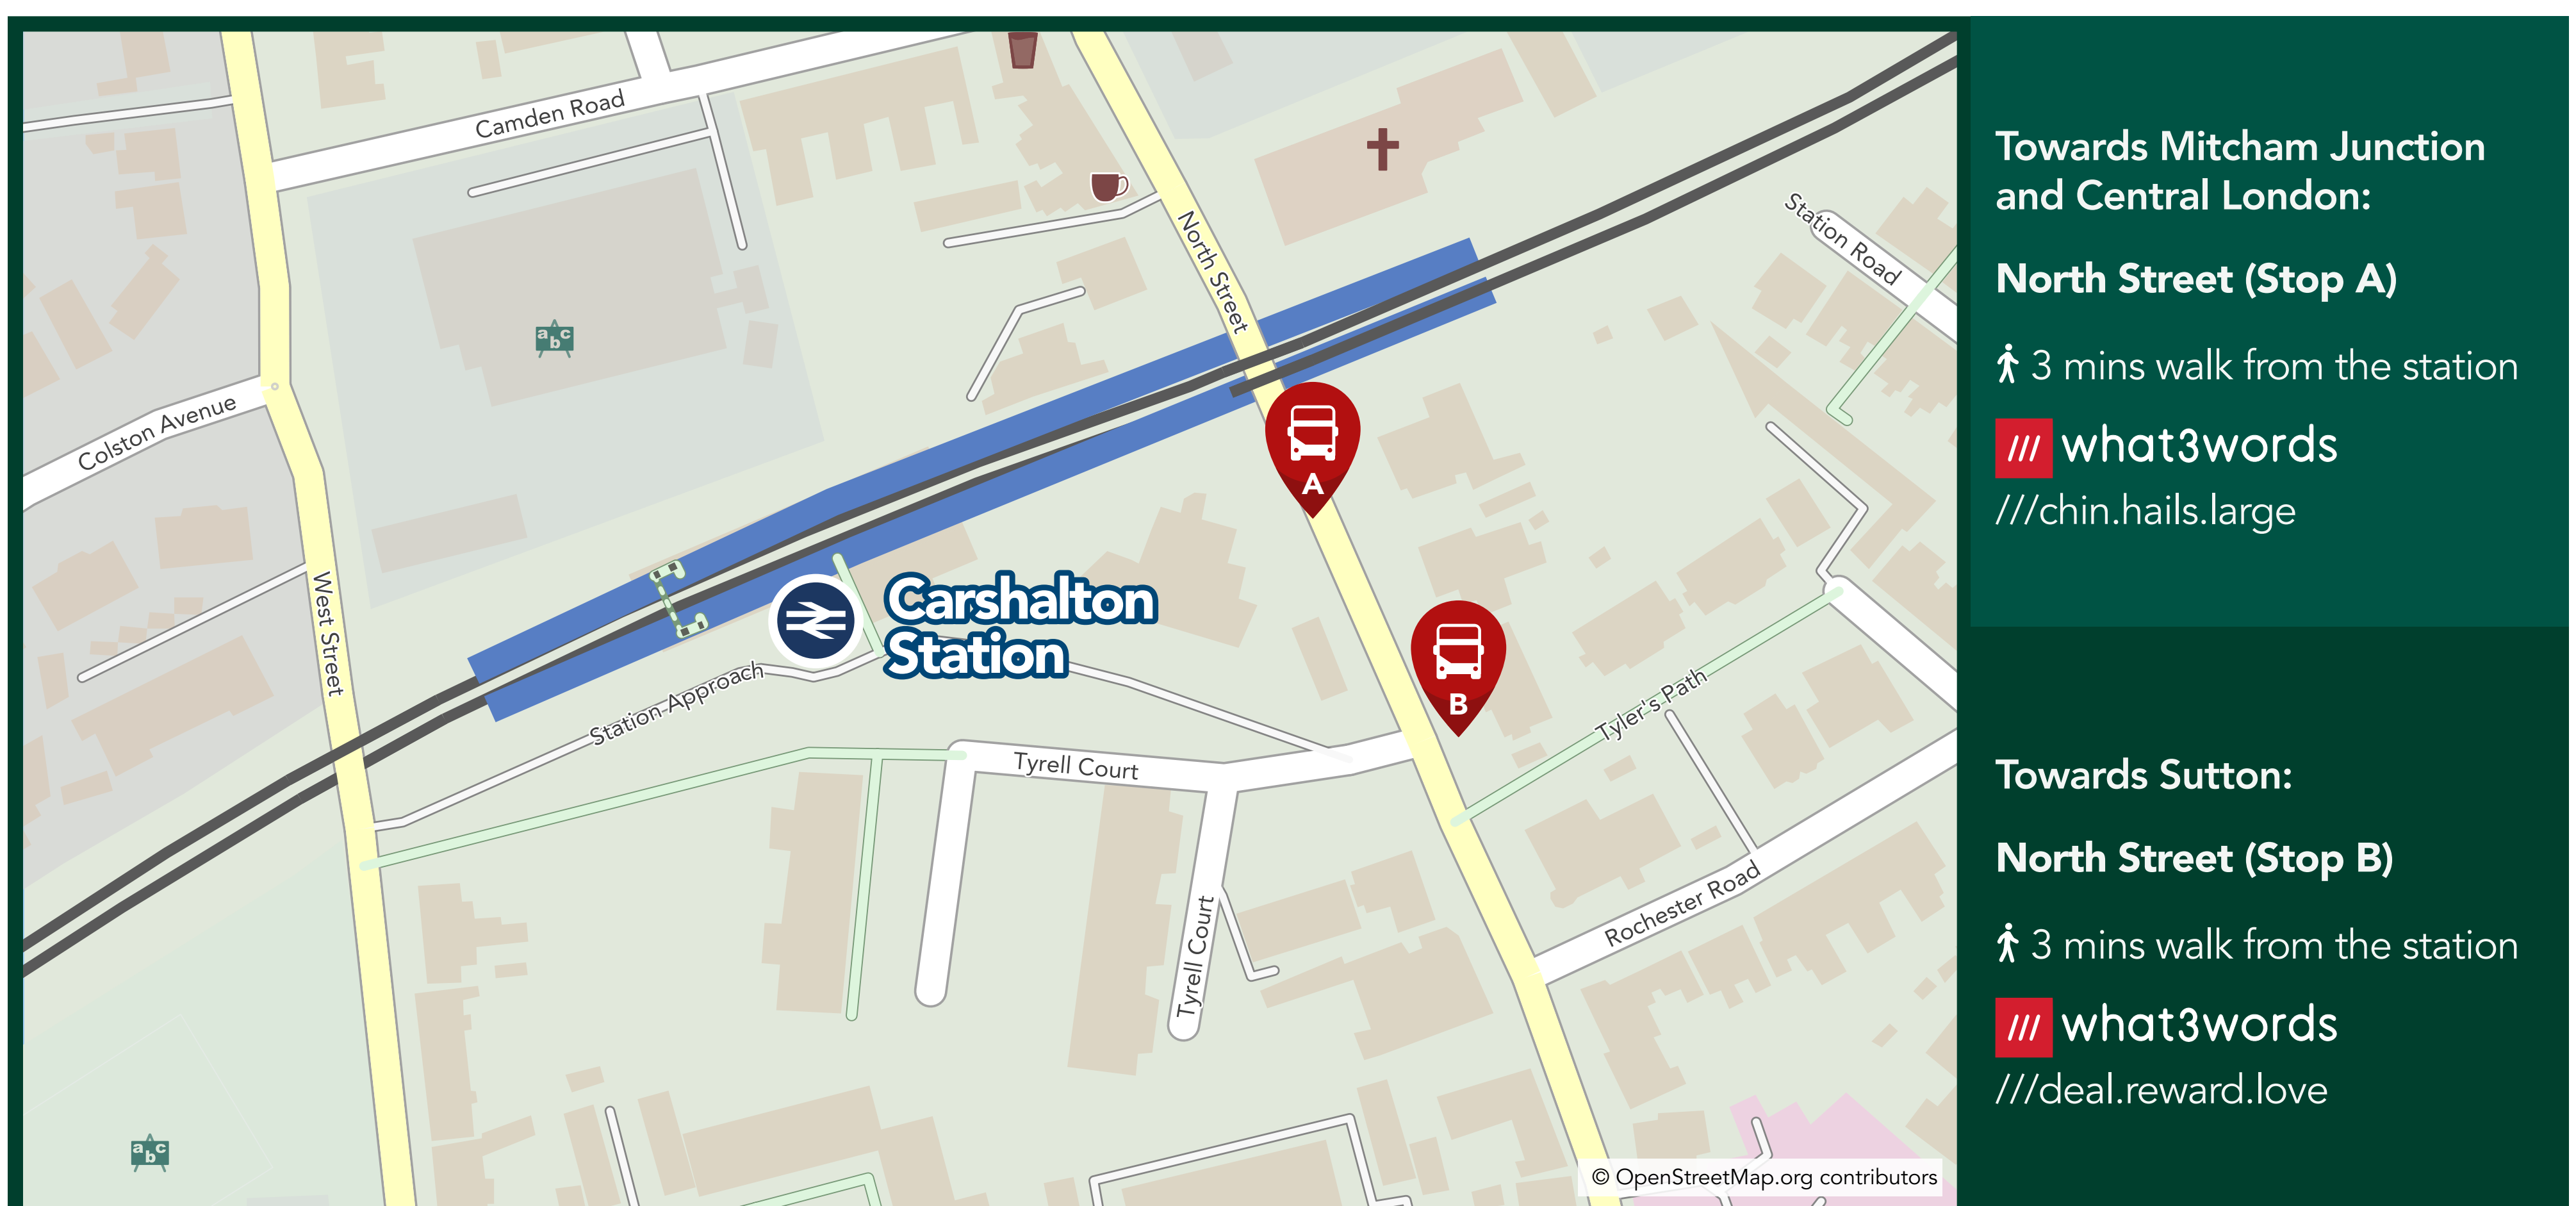 Camden Road
North Street
Station Road
abc
Colston Avenue
West Street
A
Carshalton
Station
Station Approach
B
Tyler's Path
Tyrell Court
Tyrell Court
Rochester Road
abc
© OpenStreetMap.org contributors
Towards Mitcham Junction
and Central London:
North Street (Stop A)
3 mins walk from the station
/// what3words
///chin.hails.large
Towards Sutton:
North Street (Stop B)
3 mins walk from the station
/// what3words
///deal.reward.love